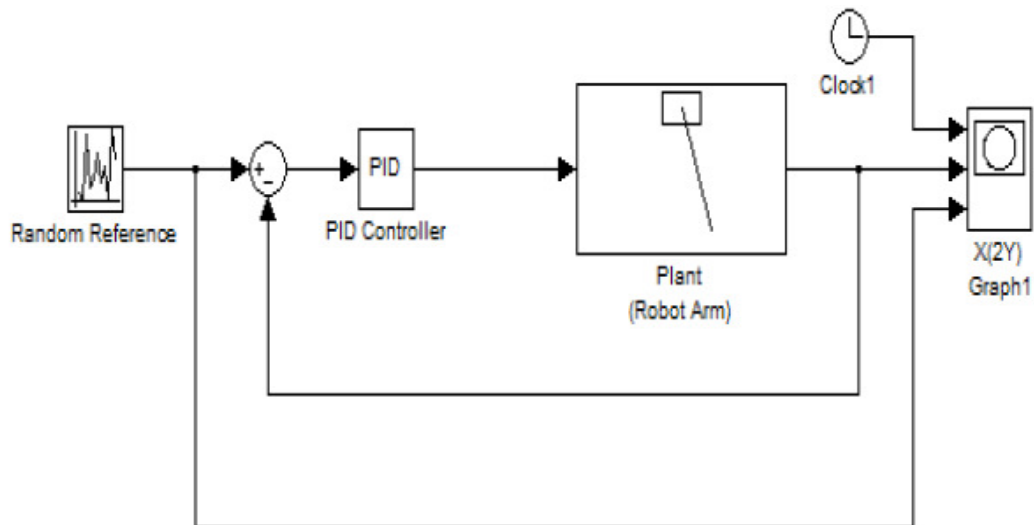 Clock1
+
−
PID
Random Reference
PID Controller
Plant
(Robot Arm)
X(2Y)
Graph1